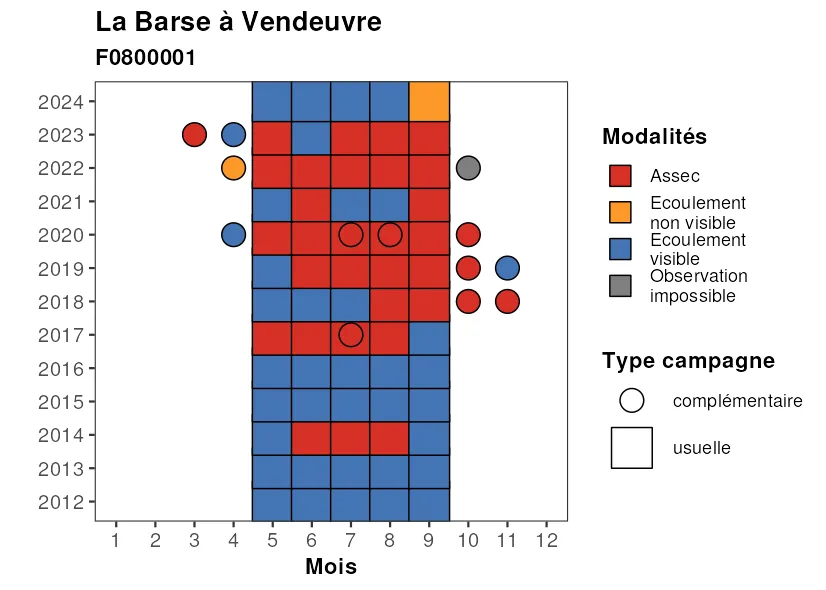 La Barse à Vendeuvre
F0800001
2024
2023
2022
2021
2020
2019
2018
2017
2016
2015
2014
2013
2012
1 2 3 4 5 6 7 8 9 10 11 12
Mois
Modalités
Assec
Ecoulement
non visible
Ecoulement
visible
Observation
impossible
Type campagne
complémentaire
usuelle